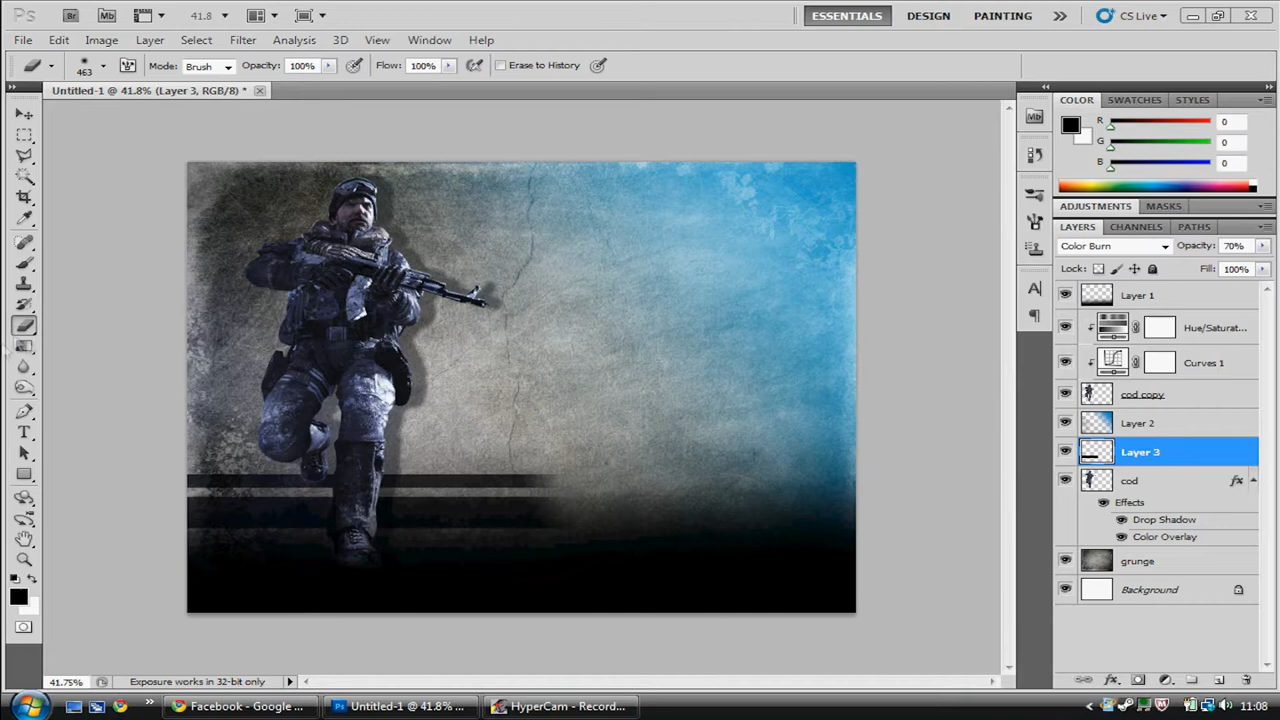 Ps Br Mb 41.8 ESSENTIALS DESIGN PAINTING CS Live
File Edit Image Layer Select Filter Analysis 3D View Window Help
463 Mode: Brush Opacity: 100% Flow: 100% Erase to History
Untitled-1 @ 41.8% (Layer 3, RGB/8) *
COLOR SWATCHES STYLES
R 0
G 0
B 0
Mb
ADJUSTMENTS MASKS
LAYERS CHANNELS PATHS
Color Burn Opacity: 70%
Lock: Fill: 100%
Layer 1
Hue/Saturat...
Curves 1
cod copy
Layer 2
Layer 3
cod fx
Effects
Drop Shadow
Color Overlay
grunge
Background
41.75% Exposure works in 32-bit only
Facebook - Google ... Untitled-1 @ 41.8% ... HyperCam - Record... 11:08